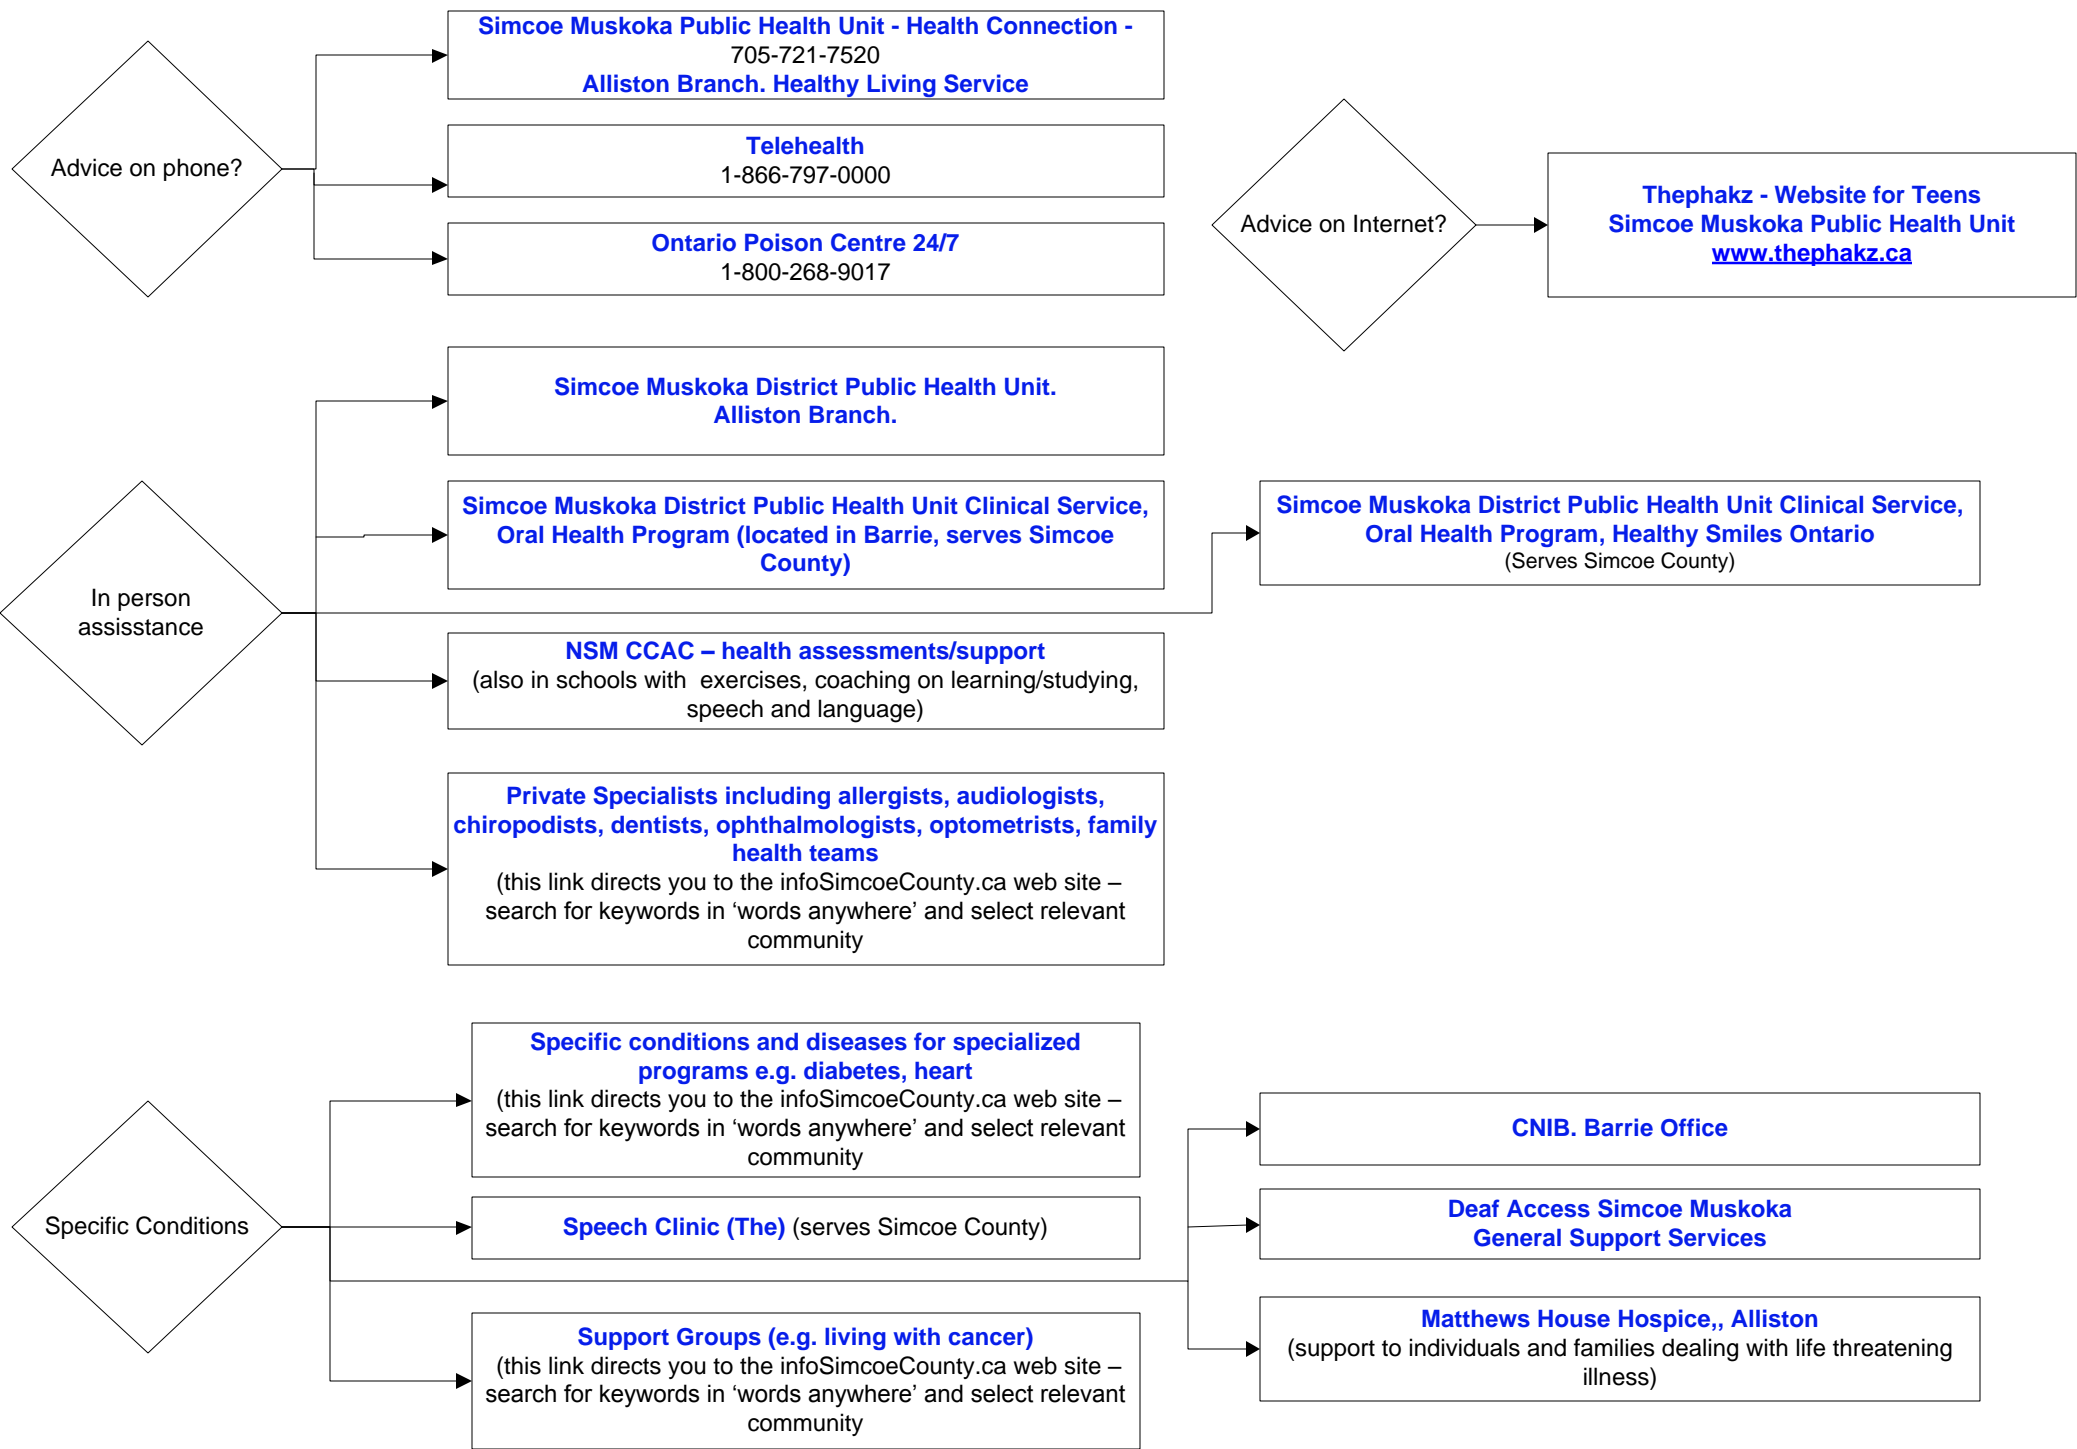 Advice on phone?
Simcoe Muskoka Public Health Unit - Health Connection -
705-721-7520
Alliston Branch. Healthy Living Service
Telehealth
1-866-797-0000
Ontario Poison Centre 24/7
1-800-268-9017
Advice on Internet?
Thephakz - Website for Teens
Simcoe Muskoka Public Health Unit
www.thephakz.ca
In person
assisstance
Simcoe Muskoka District Public Health Unit.
Alliston Branch.
Simcoe Muskoka District Public Health Unit Clinical Service,
Oral Health Program (located in Barrie, serves Simcoe
County)
Simcoe Muskoka District Public Health Unit Clinical Service,
Oral Health Program, Healthy Smiles Ontario
(Serves Simcoe County)
NSM CCAC – health assessments/support
(also in schools with  exercises, coaching on learning/studying,
speech and language)
Private Specialists including allergists, audiologists,
chiropodists, dentists, ophthalmologists, optometrists, family
health teams
(this link directs you to the infoSimcoeCounty.ca web site –
search for keywords in ‘words anywhere’ and select relevant
community
Specific Conditions
Specific conditions and diseases for specialized
programs e.g. diabetes, heart
(this link directs you to the infoSimcoeCounty.ca web site –
search for keywords in ‘words anywhere’ and select relevant
community
Speech Clinic (The) (serves Simcoe County)
Support Groups (e.g. living with cancer)
(this link directs you to the infoSimcoeCounty.ca web site –
search for keywords in ‘words anywhere’ and select relevant
community
CNIB. Barrie Office
Deaf Access Simcoe Muskoka
General Support Services
Matthews House Hospice,, Alliston
(support to individuals and families dealing with life threatening
illness)